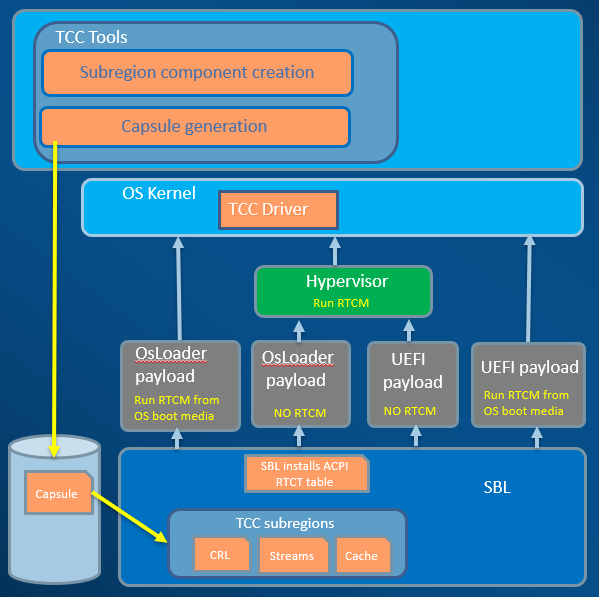 TCC Tools
Subregion component creation
Capsule generation
OS Kernel
TCC Driver
Hypervisor
Run RTCM
OsLoader
payload
Run RTCM from
OS boot media
OsLoader
payload
NO RTCM
UEFI
payload
NO RTCM
UEFI payload
Run RTCM from
OS boot media
Capsule
SBL installs ACPI
RTCT table
SBL
TCC subregions
CRL
Streams
Cache